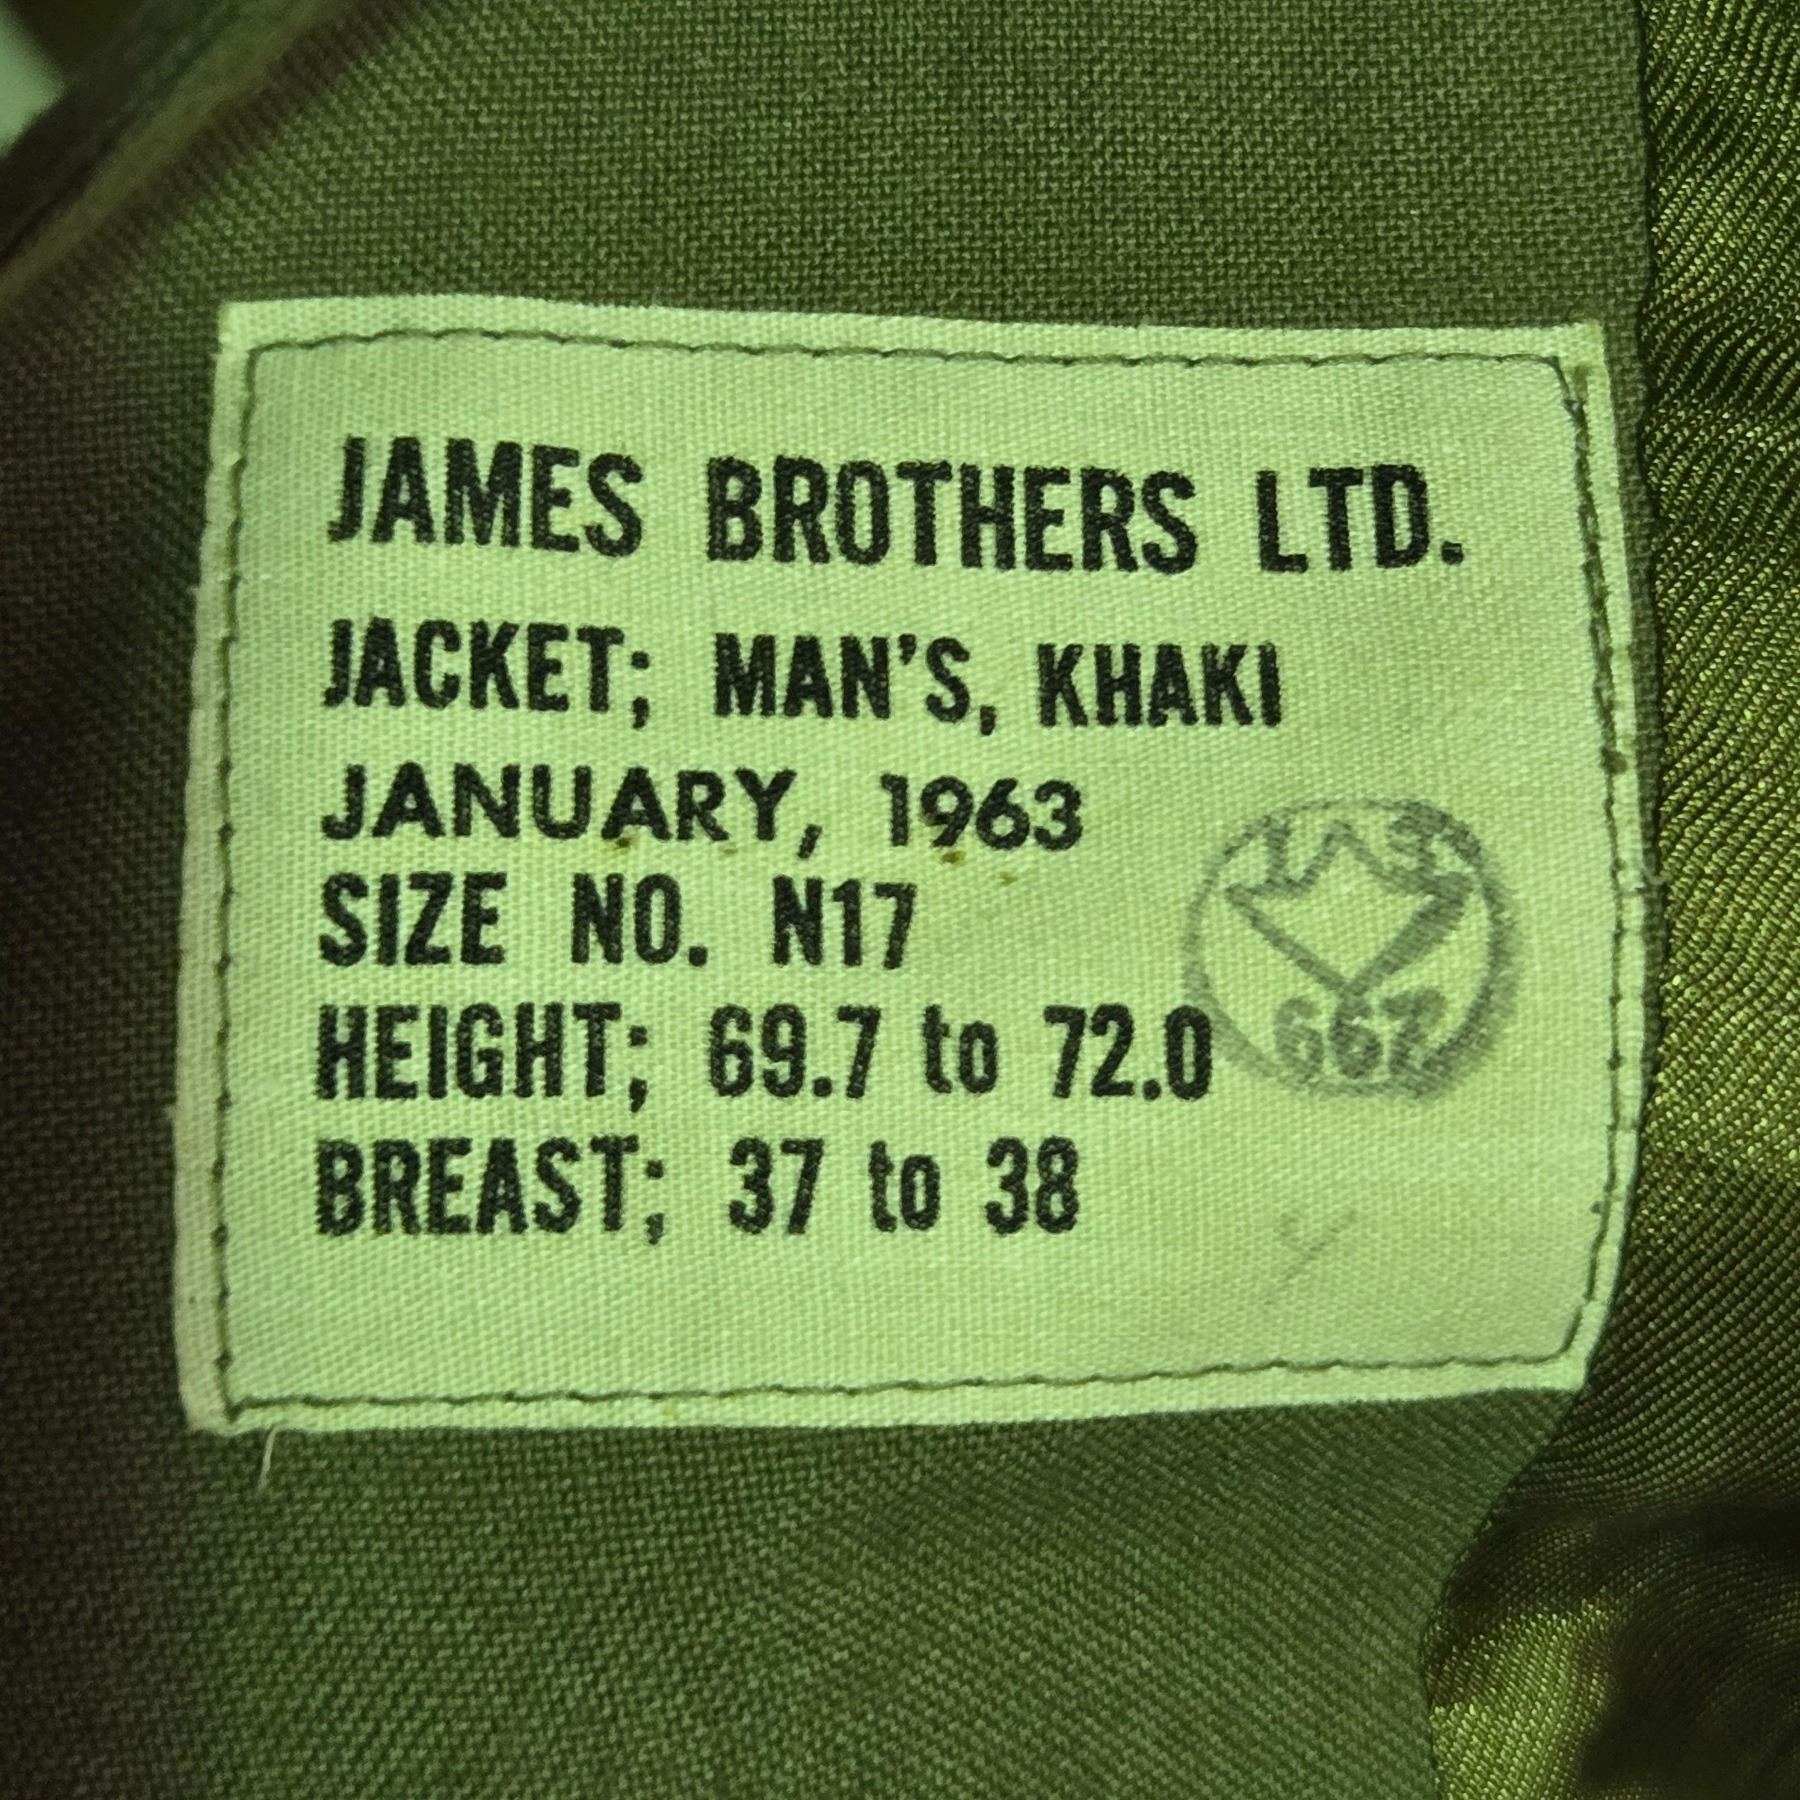 JAMES BROTHERS LTD.
JACKET; MAN'S, KHAKI
JANUARY, 1963
SIZE NO. N17
HEIGHT; 69.7 to 72.0
BREAST; 37 to 38